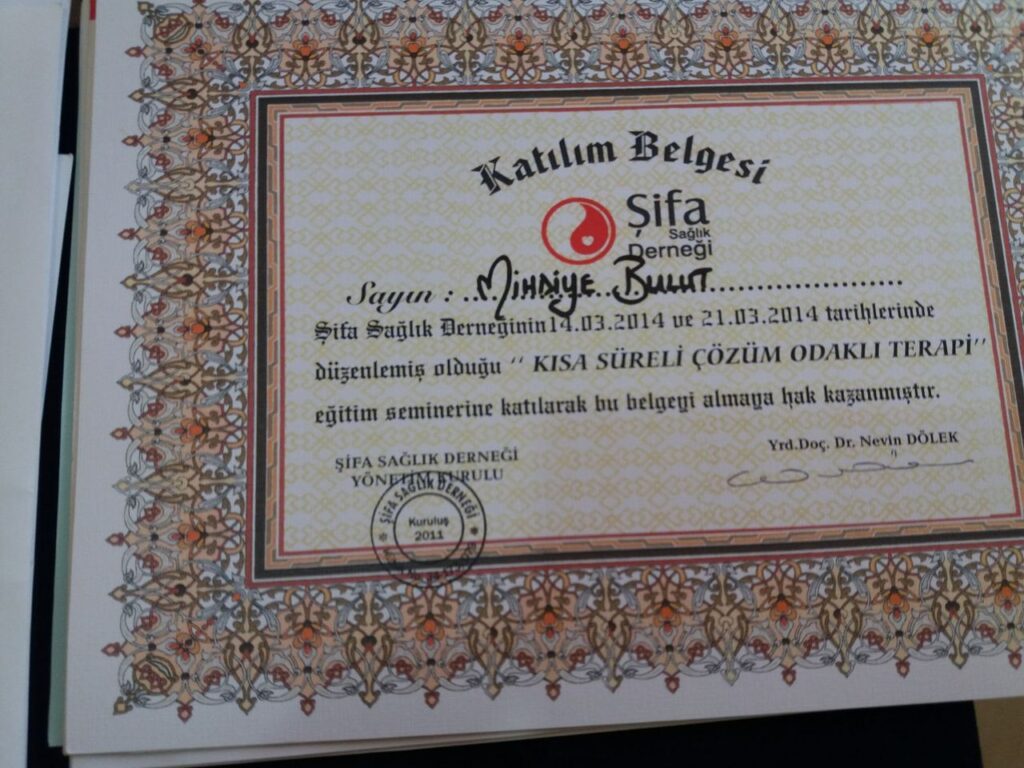 Katılım Belgesi
Şifa
Sağlık
Derneği
Sayın : ..Mihdiye Bulut....................
Şifa Sağlık Derneğinin14.03.2014 ve 21.03.2014 tarihlerinde
düzenlemiş olduğu ‘‘ KISA SÜRELİ ÇÖZÜM ODAKLI TERAPİ’’
eğitim seminerine katılarak bu belgeyi almaya hak kazanmıştır.
Yrd.Doç. Dr. Nevin DÖLEK
ŞİFA SAĞLIK DERNEĞİ
YÖNETİM KURULU
ŞİFA SAĞLIK DERNEĞİ
Kuruluş
2011